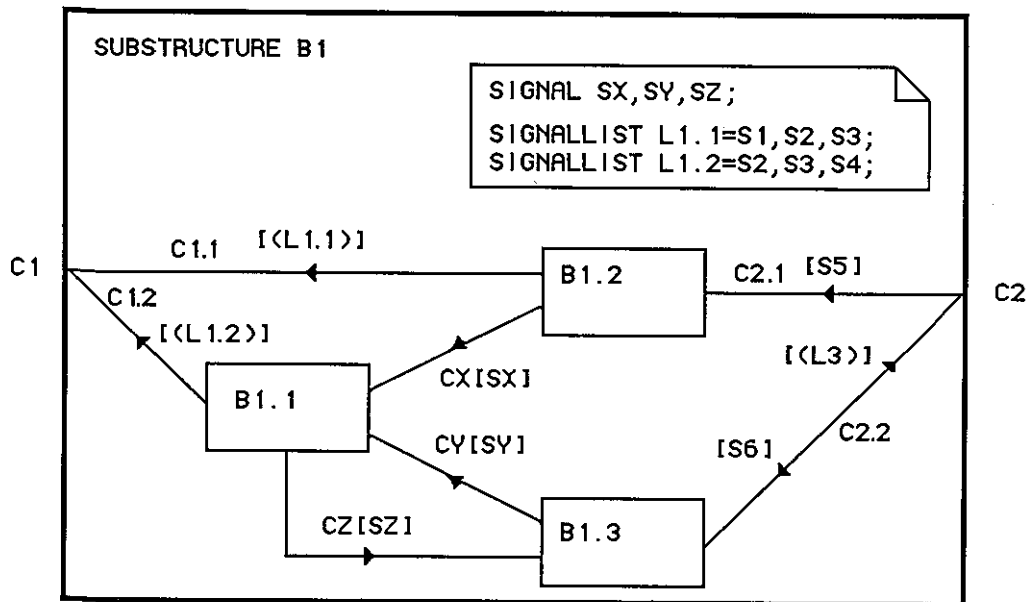 SUBSTRUCTURE B1
SIGNAL SX,SY,SZ;
SIGNALLIST L1.1=S1,S2,S3;
SIGNALLIST L1.2=S2,S3,S4;
C1
C1.1
[(L1.1)]
B1.2
C2.1
[S5]
C2
C1.2
[(L1.2)]
CX[SX]
[(L3)]
B1.1
CY[SY]
[S6]
C2.2
CZ[SZ]
B1.3